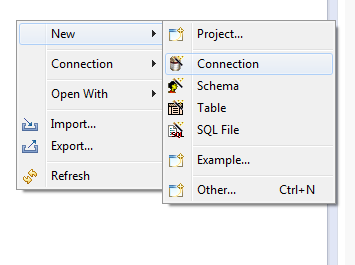 New
Connection
Open With
Import...
Export...
Refresh
Project...
Connection
Schema
Table
SQL File
Example...
Other... Ctrl+N